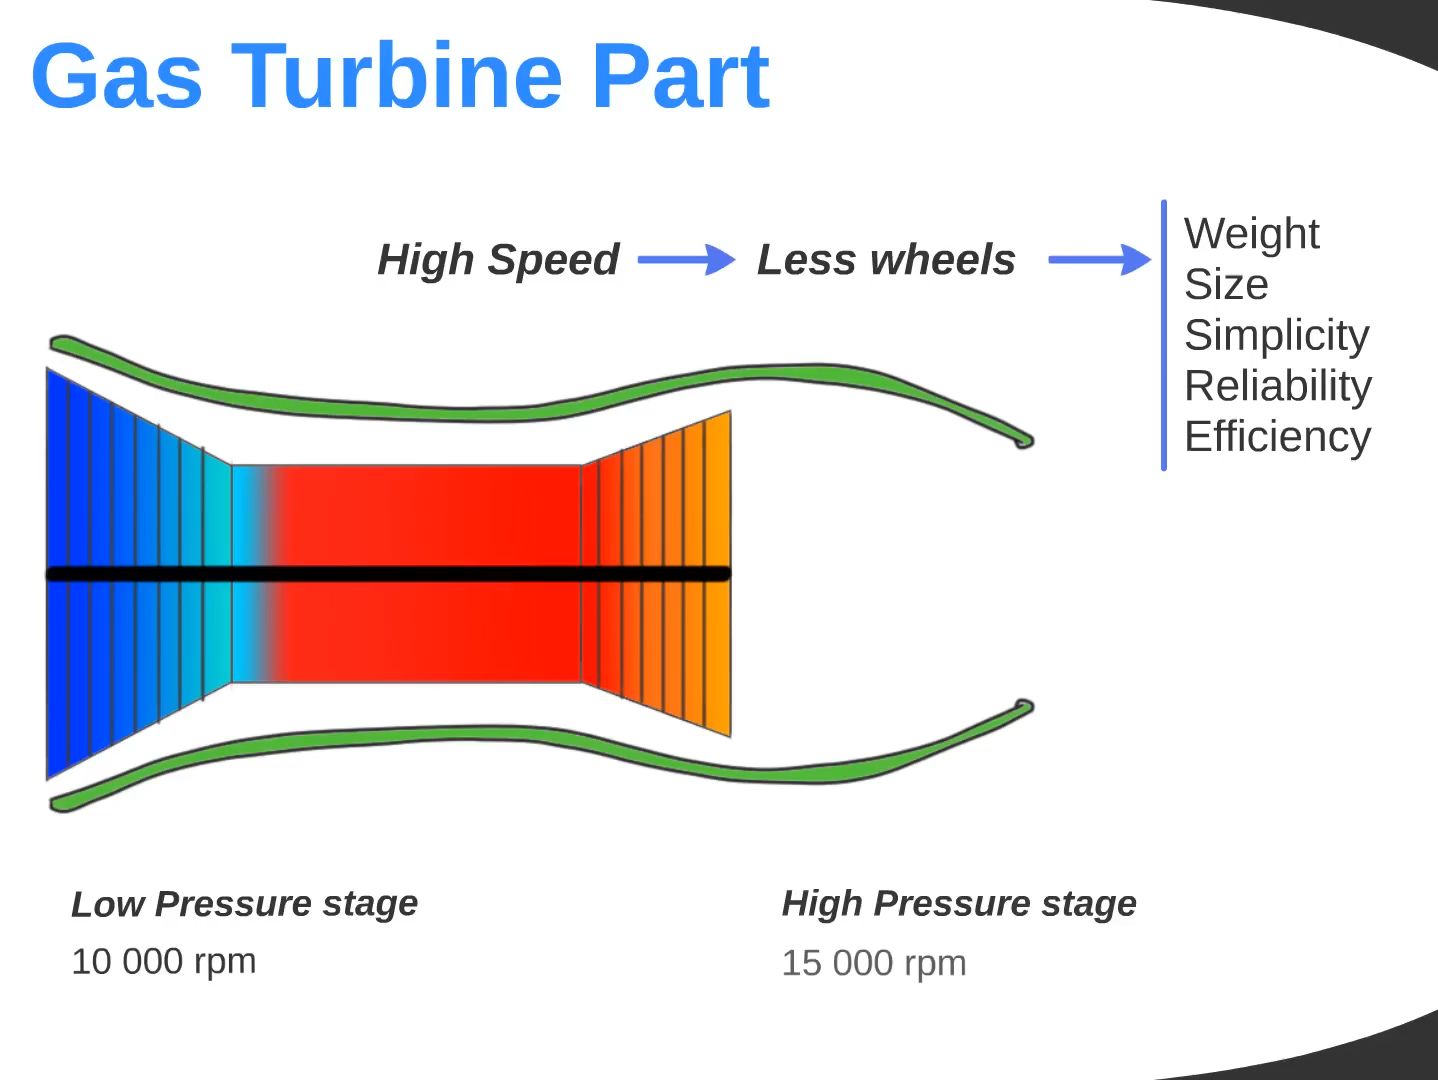 Gas Turbine Part
High Speed
Less wheels
Weight
Size
Simplicity
Reliability
Efficiency
Low Pressure stage
10 000 rpm
High Pressure stage
15 000 rpm